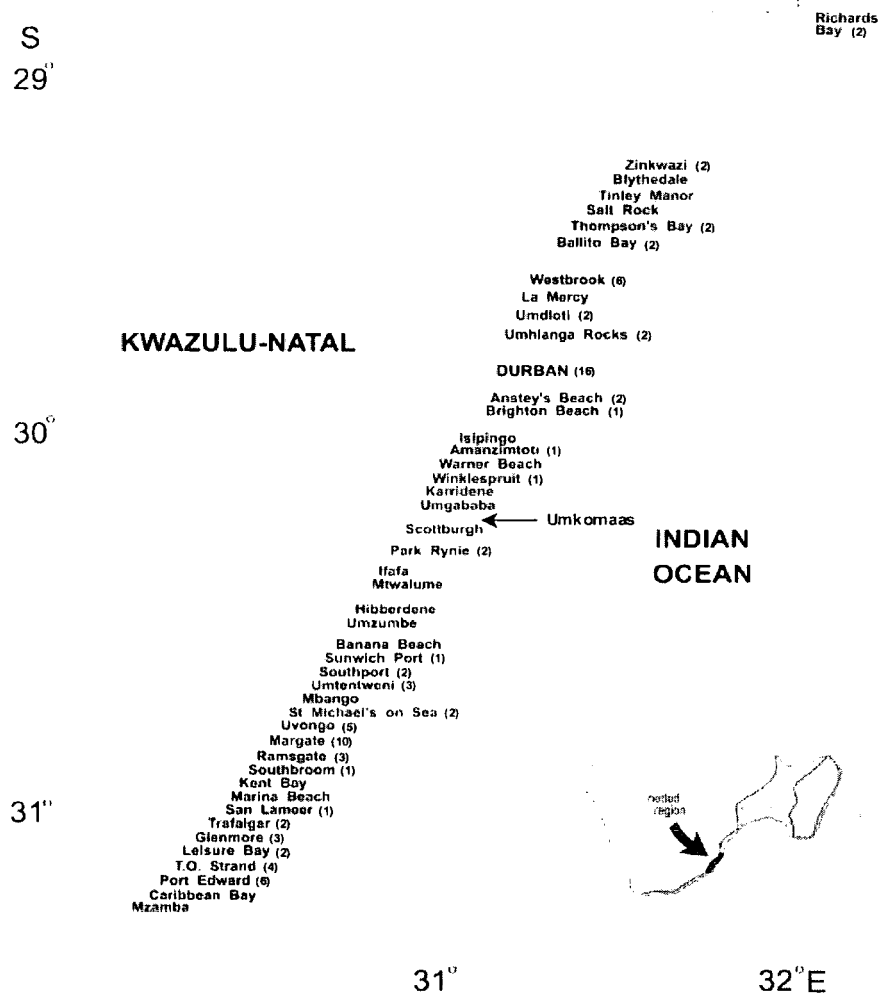 Richards
Bay (2)
S
29°
Zinkwazi (2)
Blythedale
Tinley Manor
Salt Rock
Thompson's Bay (2)
Ballito Bay (2)
Westbrook (6)
La Mercy
Umdloti (2)
Umhlanga Rocks (2)
KWAZULU-NATAL
DURBAN (16)
Anstey's Beach (2)
Brighton Beach (1)
30°
Isipingo
Amanzimtoti (1)
Warner Beach
Winklespruit (1)
Karridene
Umgababa
Umkomaas
Scottburgh
INDIAN
OCEAN
Park Rynie (2)
Ifafa
Mtwalume
Hibberdene
Umzumbe
Banana Beach
Sunwich Port (1)
Southport (2)
Umtentweni (3)
Mbango
St Michael's on Sea (2)
Uvongo (5)
Margate (10)
Ramsgate (3)
Southbroom (1)
Kent Bay
Marina Beach
31°
San Lameer (1)
Trafalgar (2)
Glenmore (3)
Leisure Bay (2)
T.O. Strand (4)
Port Edward (6)
Caribbean Bay
Mzamba
netted
region
31°
32°E